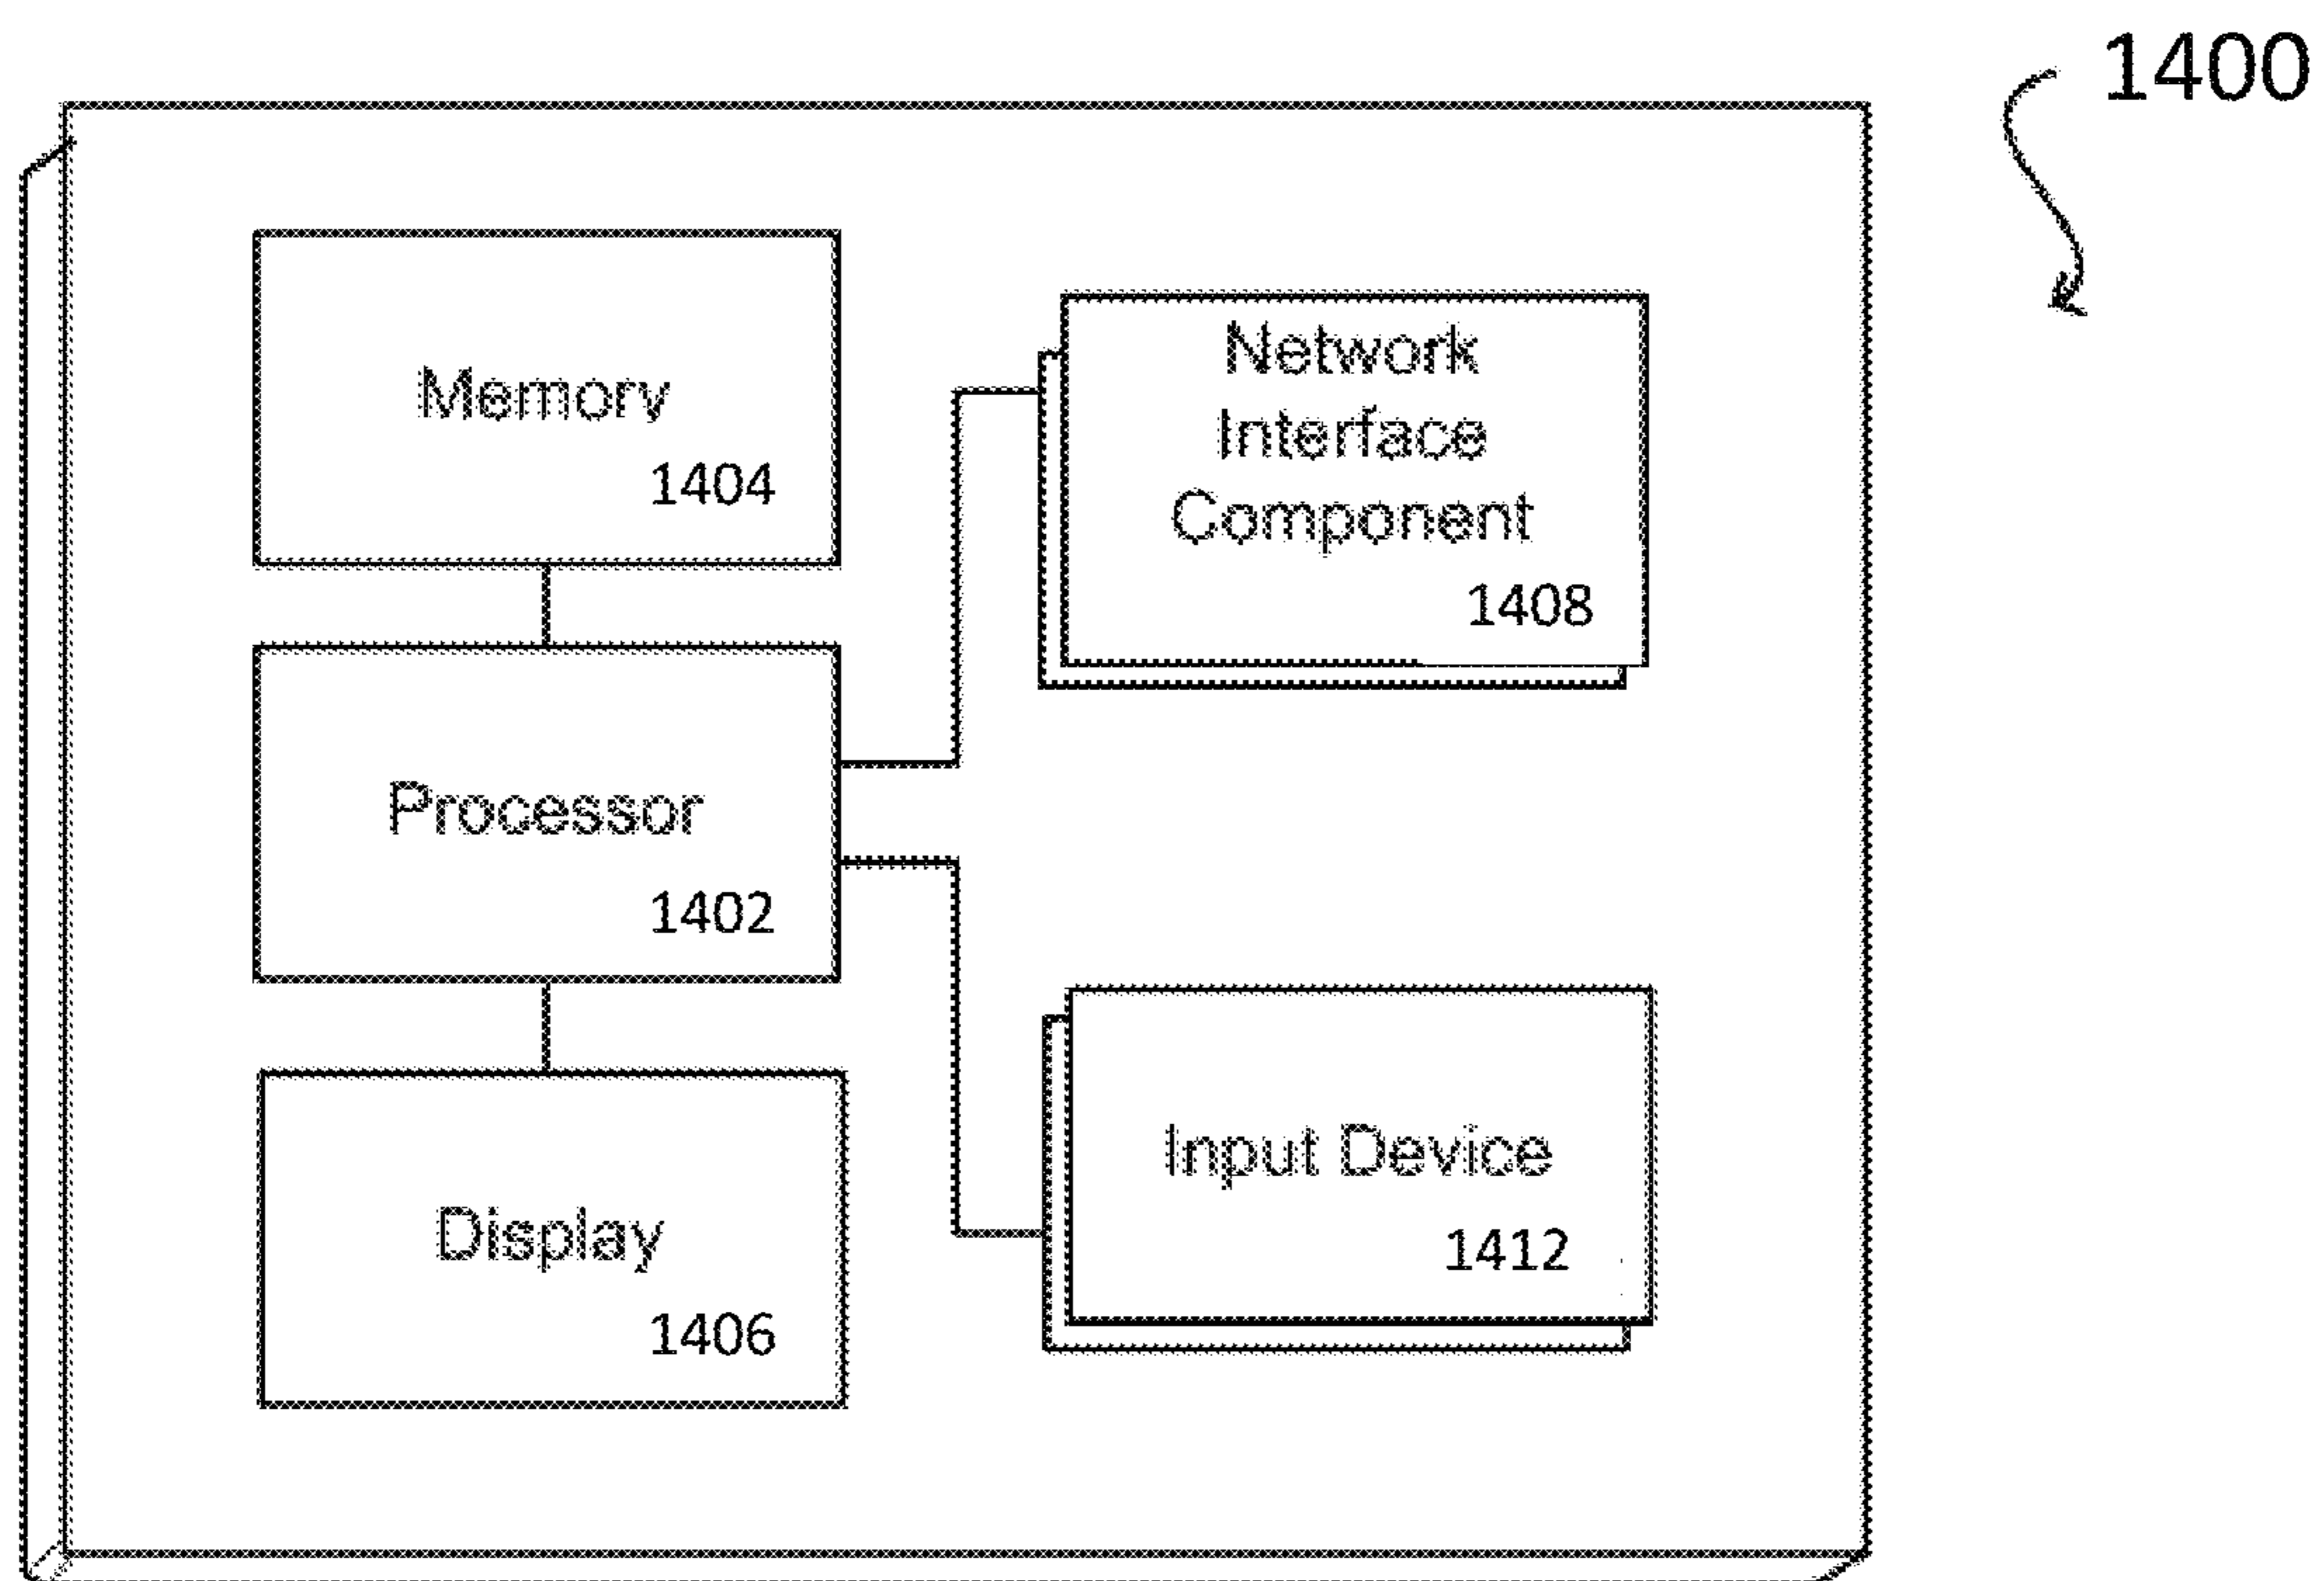 1400
Memory
1404
Network
Interface
Component
1408
Processor
1402
Input Device
1412
Display
1406